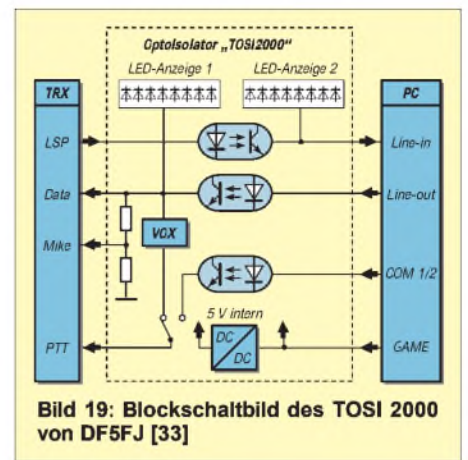 Optoisolator „TOSI2000“
LED-Anzeige 1
LED-Anzeige 2
TRX
PC
LSP
Line-in
Data
Line-out
VOX
Mike
COM 1/2
5 V intern
DC
DC
PTT
GAME
Bild 19: Blockschaltbild des TOSI 2000
von DF5FJ [33]